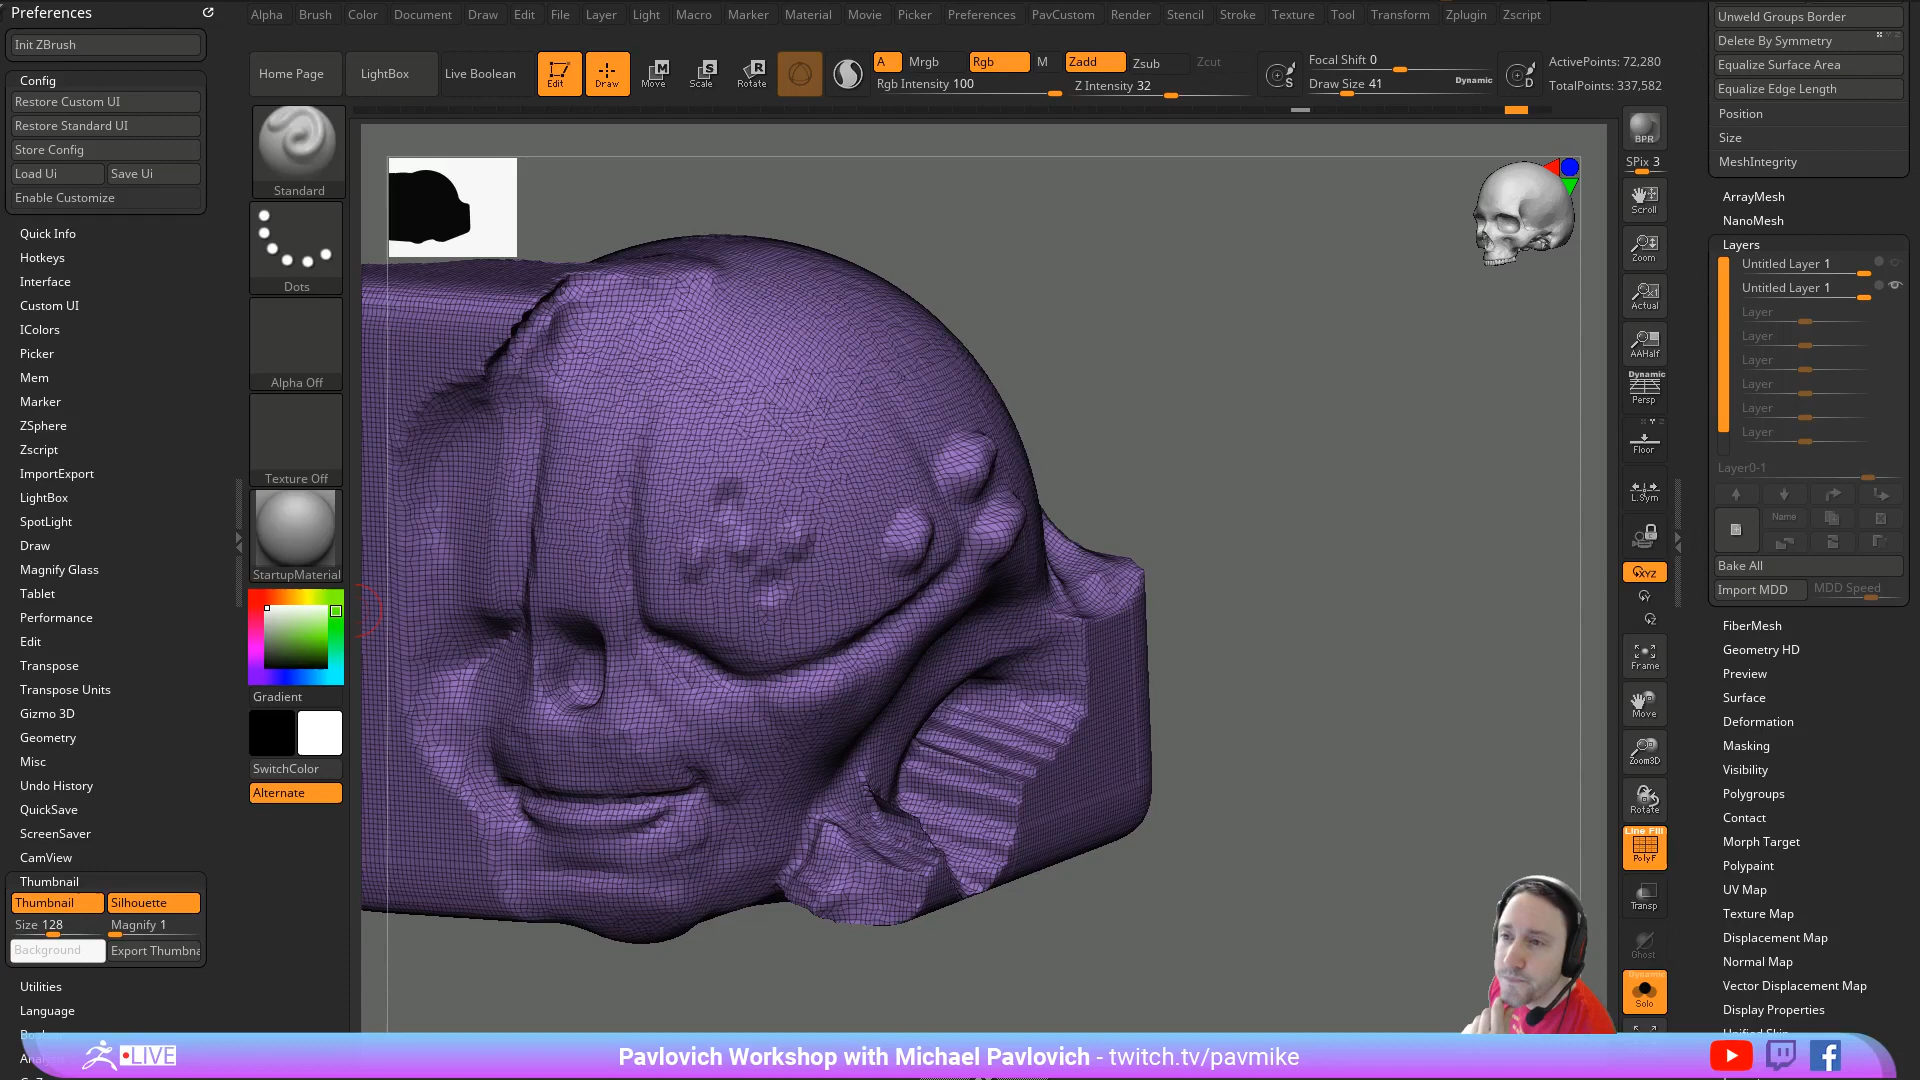 Preferences
Init ZBrush
Config
Restore Custom UI
Restore Standard UI
Store Config
Load Ui
Save Ui
Enable Customize
Quick Info
Hotkeys
Interface
Custom UI
IColors
Picker
Mem
Marker
ZSphere
Zscript
ImportExport
LightBox
SpotLight
Draw
Magnify Glass
Tablet
Performance
Edit
Transpose
Transpose Units
Gizmo 3D
Geometry
Misc
Undo History
QuickSave
ScreenSaver
CamView
Thumbnail
Thumbnail
Silhouette
Size 128
Magnify 1
Background
Export Thumbna
Utilities
Language
Alpha Brush Color Document Draw Edit File Layer Light Macro Marker Material Movie Picker Preferences PavCustom Render Stencil Stroke Texture Tool Transform Zplugin Zscript
Home Page
LightBox
Live Boolean
Edit
Draw
Move
Scale
Rotate
A
Mrgb
Rgb
M
Zadd
Zsub
Zcut
Rgb Intensity 100
Z Intensity 32
Focal Shift 0
Draw Size 41
Dynamic
S
D
ActivePoints: 72,280
TotalPoints: 337,582
Standard
Dots
Alpha Off
Texture Off
StartupMaterial
Gradient
SwitchColor
Alternate
BPR
SPix 3
Scroll
Zoom
Actual
AAHalf
Dynamic
Persp
Floor
L.Sym
XYZ
Frame
Move
Zoom3D
Rotate
Line Fill
PolyF
Transp
Ghost
Dynamic
Solo
Unweld Groups Border
Delete By Symmetry
Equalize Surface Area
Equalize Edge Length
Position
Size
MeshIntegrity
ArrayMesh
NanoMesh
Layers
Untitled Layer 1
Untitled Layer 1
Layer
Layer
Layer
Layer
Layer
Layer
Layer0-1
Name
Bake All
Import MDD
MDD Speed
FiberMesh
Geometry HD
Preview
Surface
Deformation
Masking
Visibility
Polygroups
Contact
Morph Target
Polypaint
UV Map
Texture Map
Displacement Map
Normal Map
Vector Displacement Map
Display Properties
LIVE
Pavlovich Workshop with Michael Pavlovich - twitch.tv/pavmike